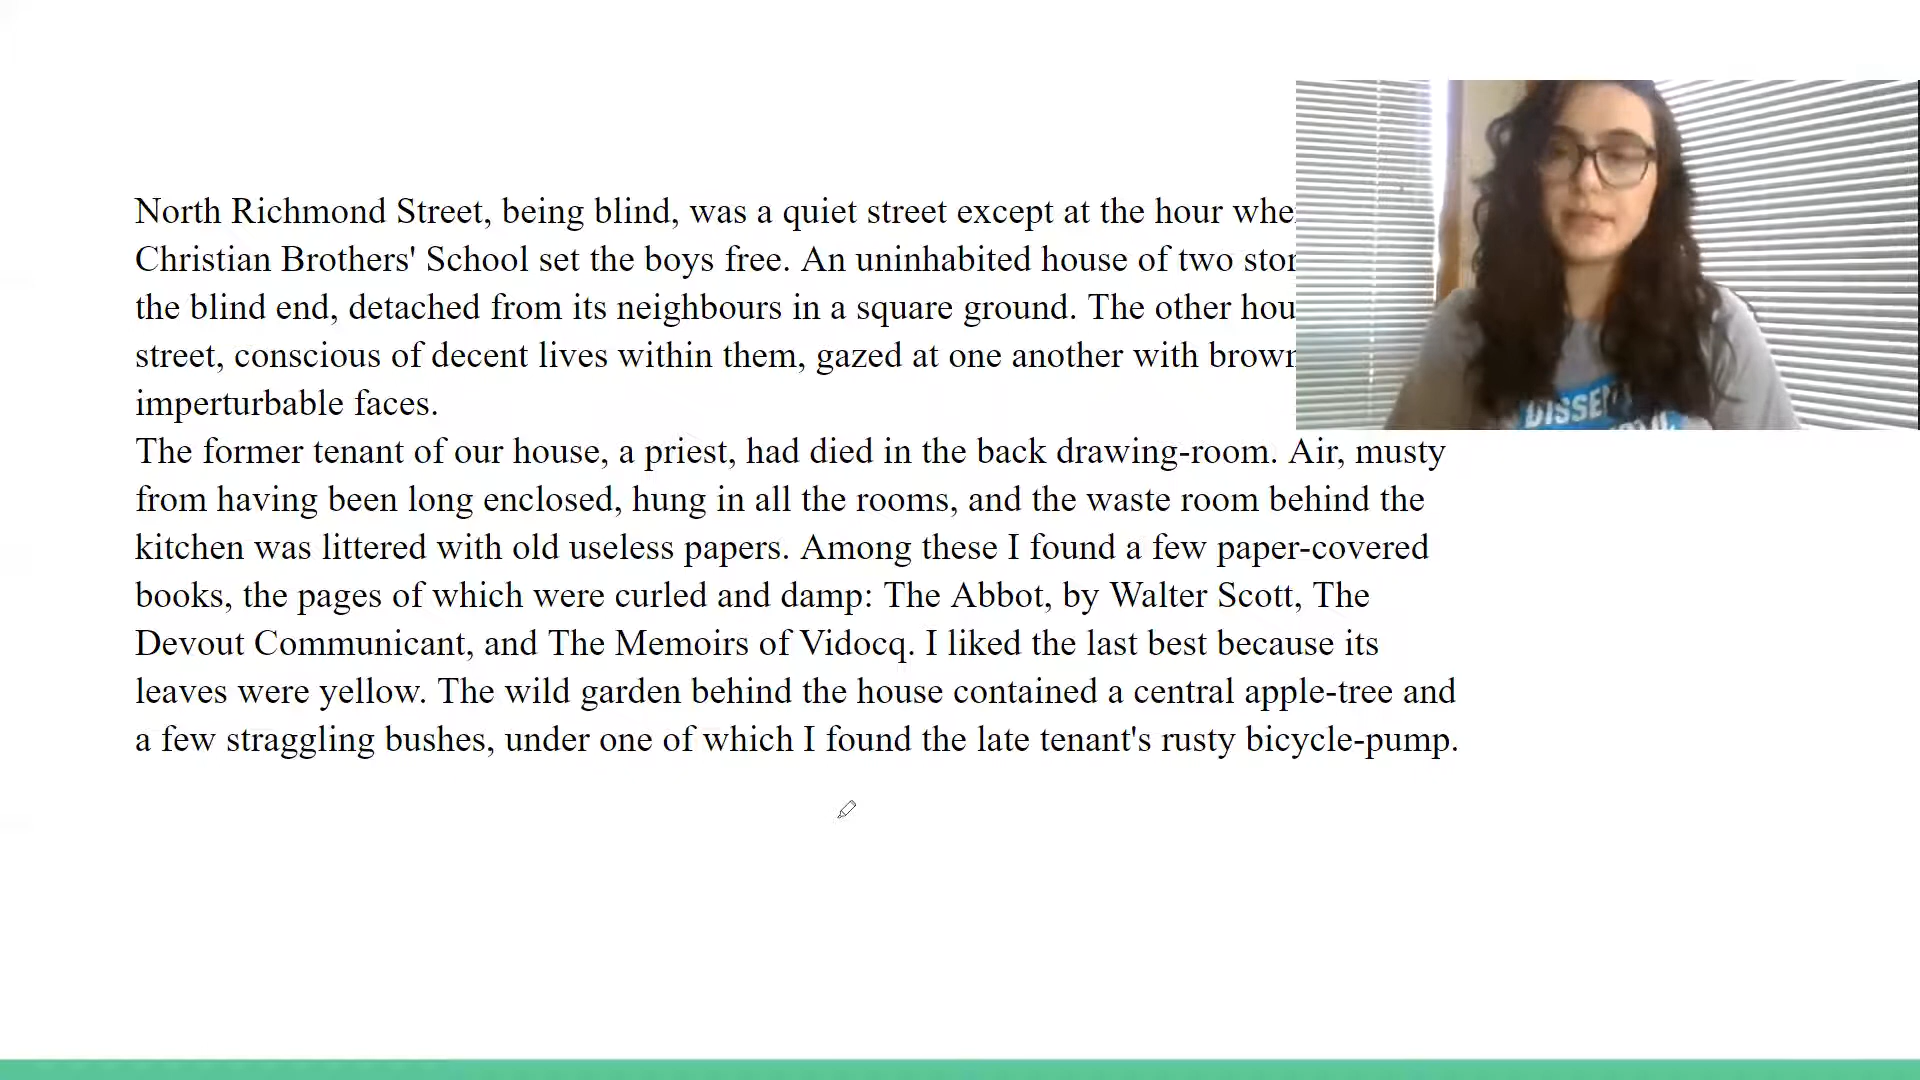 North Richmond Street, being blind, was a quiet street except at the hour
Christian Brothers' School set the boys free. An uninhabited house of two
the blind end, detached from its neighbours in a square ground. The other
street, conscious of decent lives within them, gazed at one another with brown
imperturbable faces.
The former tenant of our house, a priest, had died in the back drawing-room. Air, musty
from having been long enclosed, hung in all the rooms, and the waste room behind the
kitchen was littered with old useless papers. Among these I found a few paper-covered
books, the pages of which were curled and damp: The Abbot, by Walter Scott, The
Devout Communicant, and The Memoirs of Vidocq. I liked the last best because its
leaves were yellow. The wild garden behind the house contained a central apple-tree and
a few straggling bushes, under one of which I found the late tenant's rusty bicycle-pump.